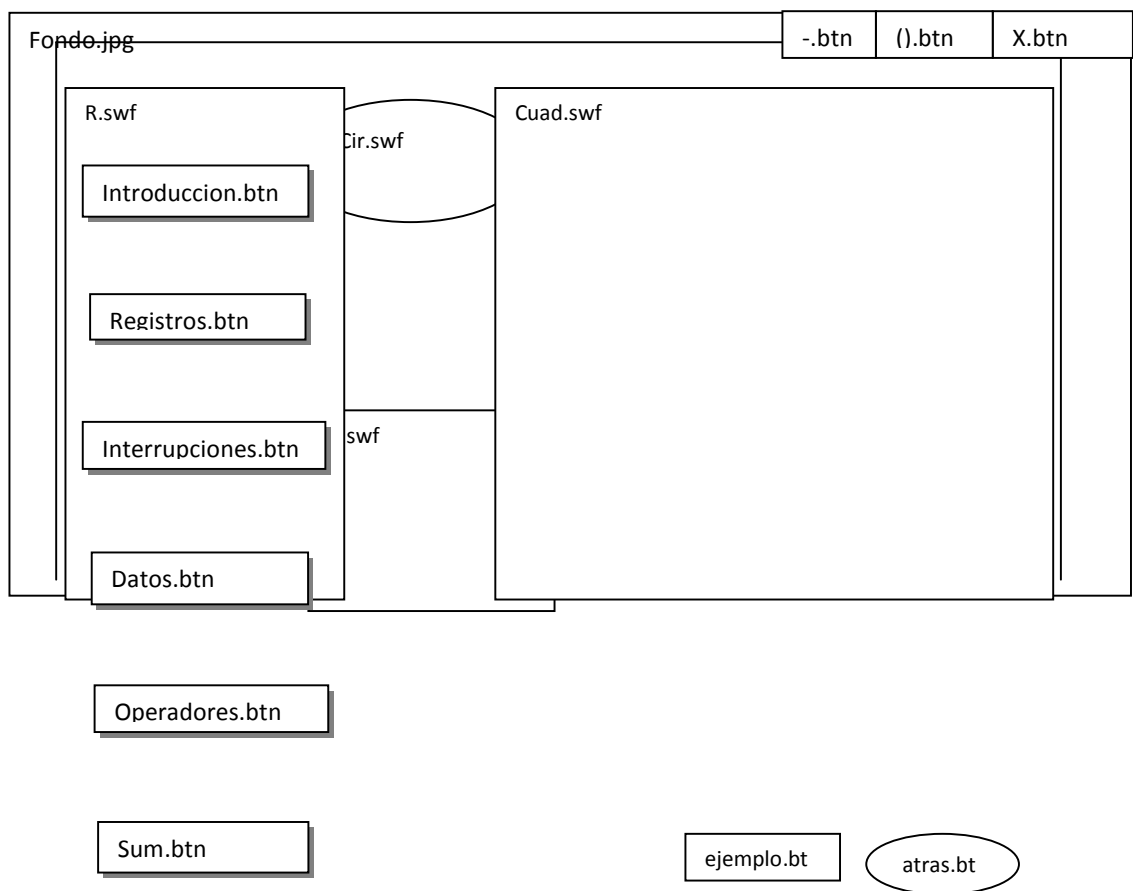 Fondo.jpg
-.btn
().btn
X.btn
R.swf
Cir.swf
Cuad.swf
Introduccion.btn
Registros.btn
Interrupciones.btn
swf
Datos.btn
Operadores.btn
Sum.btn
ejemplo.bt
atras.bt